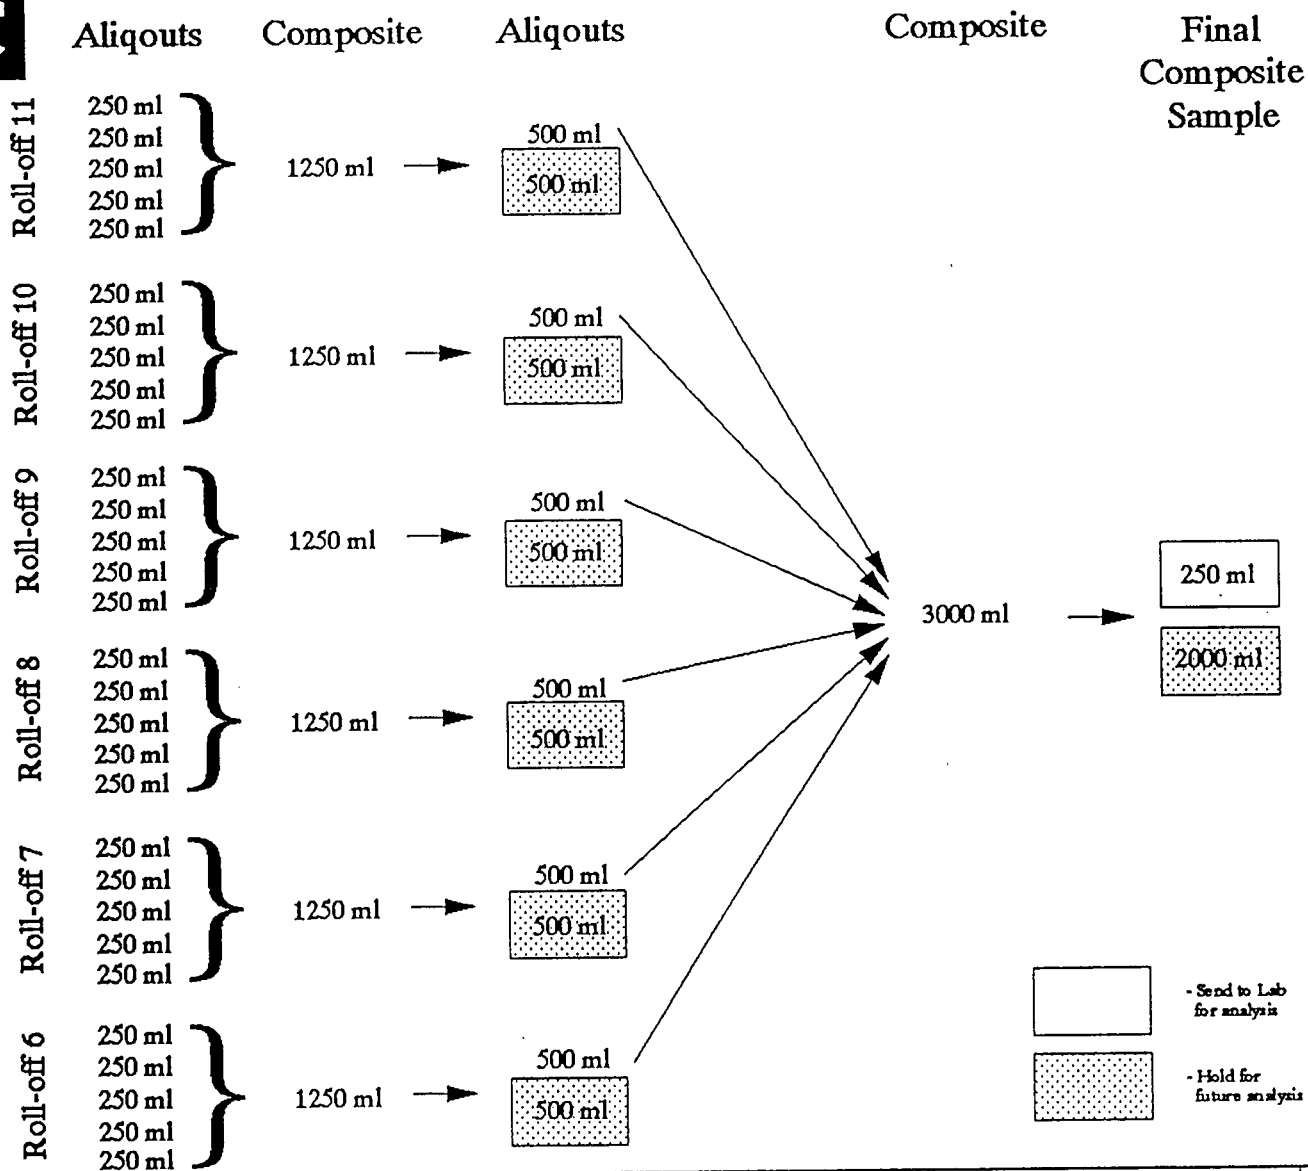 Aliqouts Composite Aliqouts Composite Final
Composite
Sample
Roll-off 11
250 ml
250 ml
250 ml
250 ml
250 ml
1250 ml
500 ml
500 ml
Roll-off 10
250 ml
250 ml
250 ml
250 ml
250 ml
1250 ml
500 ml
500 ml
Roll-off 9
250 ml
250 ml
250 ml
250 ml
250 ml
1250 ml
500 ml
500 ml
Roll-off 8
250 ml
250 ml
250 ml
250 ml
250 ml
1250 ml
500 ml
500 ml
Roll-off 7
250 ml
250 ml
250 ml
250 ml
250 ml
1250 ml
500 ml
500 ml
Roll-off 6
250 ml
250 ml
250 ml
250 ml
250 ml
1250 ml
500 ml
500 ml
3000 ml
250 ml
2000 ml
- Send to Lab
for analysis
- Hold for
future analysis